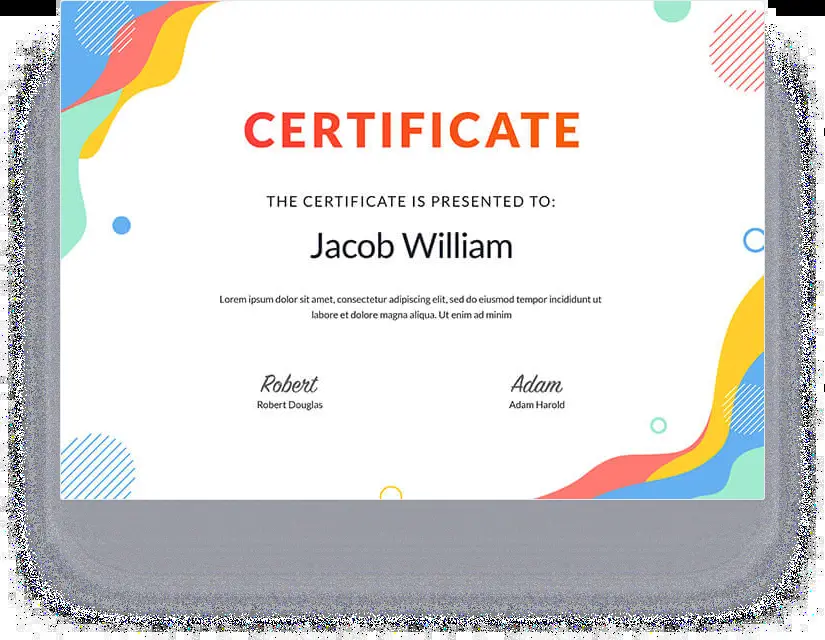 CERTIFICATE
THE CERTIFICATE IS PRESENTED TO:
Jacob William
Lorem ipsum dolor sit amet, consectetur adipiscing elit, sed do eiusmod tempor incididunt ut
labore et dolore magna aliqua. Ut enim ad minim
Robert Adam
Robert Douglas Adam Harold